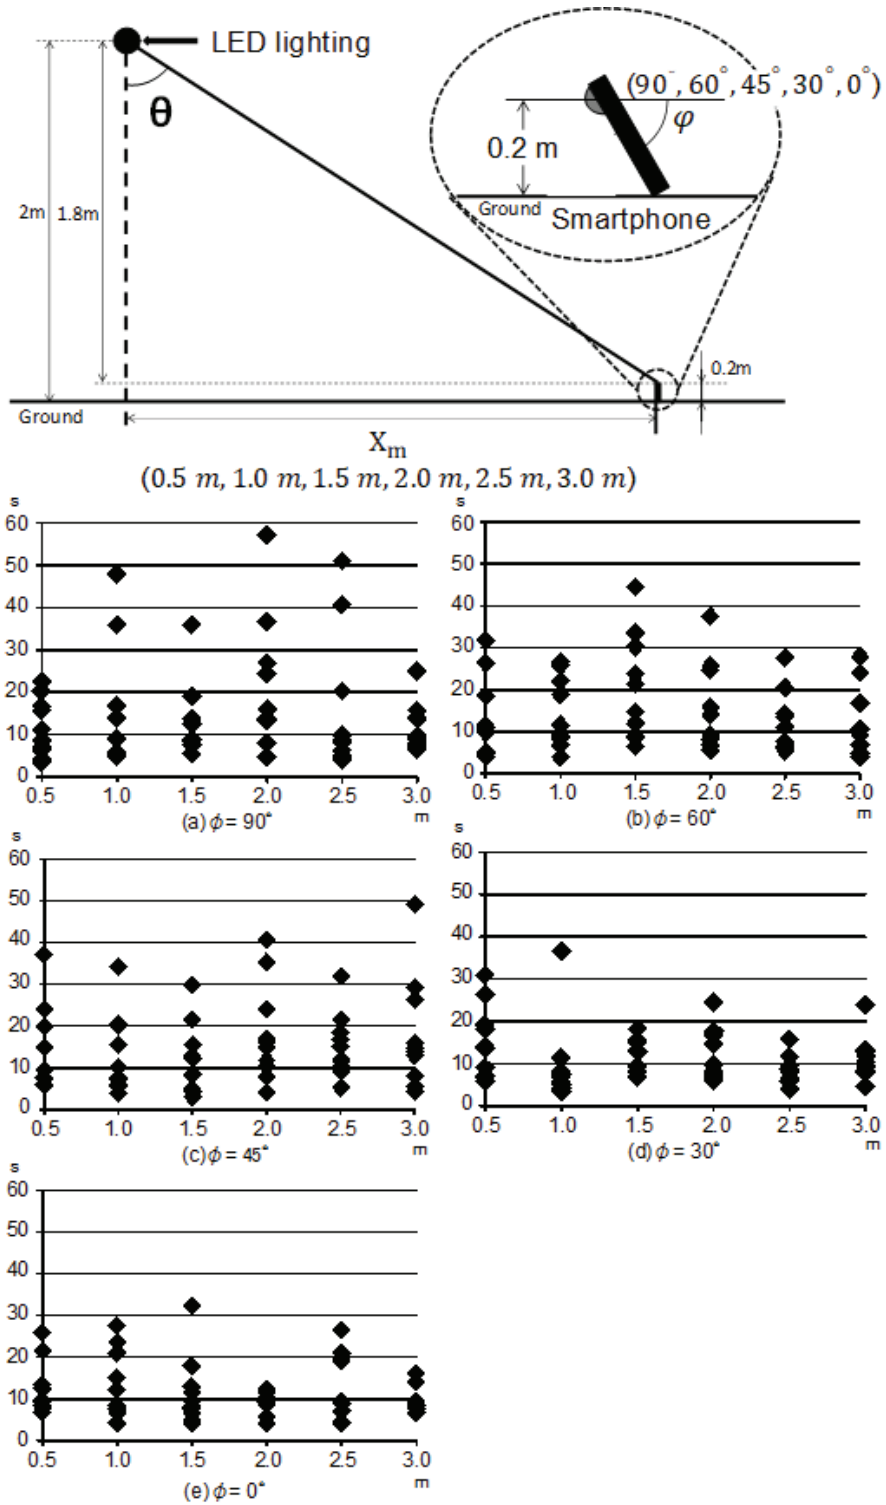 LED lighting
θ
(90°, 60°, 45°, 30°, 0°)
φ
0.2 m
Ground
Smartphone
2m
1.8m
0.2m
Ground
Xm
(0.5 m, 1.0 m, 1.5 m, 2.0 m, 2.5 m, 3.0 m)
s
60
50
40
30
20
10
0
0.5 1.0 1.5 2.0 2.5 3.0
m
(a) ϕ = 90°
s
60
50
40
30
20
10
0
0.5 1.0 1.5 2.0 2.5 3.0
m
(b) ϕ = 60°
s
60
50
40
30
20
10
0
0.5 1.0 1.5 2.0 2.5 3.0
m
(c) ϕ = 45°
s
60
50
40
30
20
10
0
0.5 1.0 1.5 2.0 2.5 3.0
m
(d) ϕ = 30°
s
60
50
40
30
20
10
0
0.5 1.0 1.5 2.0 2.5 3.0
m
(e) ϕ = 0°